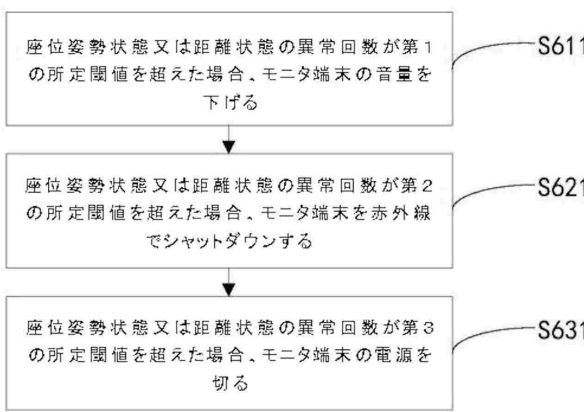 座位姿勢状態又は距離状態の異常回数が第1
の所定閾値を超えた場合、モニタ端末の音量を
下げる
S611
座位姿勢状態又は距離状態の異常回数が第2
の所定閾値を超えた場合、モニタ端末を赤外線
でシャットダウンする
S621
座位姿勢状態又は距離状態の異常回数が第3
の所定閾値を超えた場合、モニタ端末の電源を
切る
S631